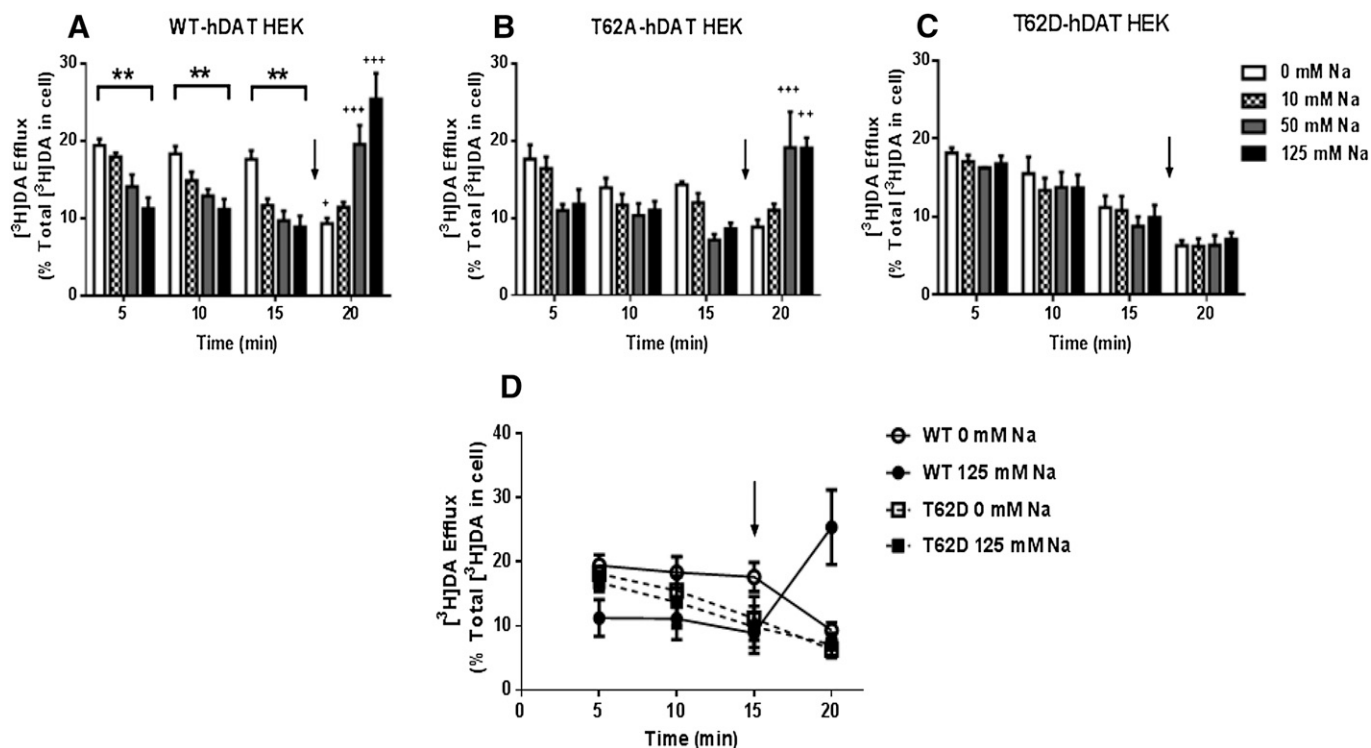 A
WT-hDAT HEK
[³H]DA Efflux
(% Total [³H]DA in cell)
30
20
10
0
** ** **
+
+++
+++
5 10 15 20
Time (min)
B
T62A-hDAT HEK
[³H]DA Efflux
(% Total [³H]DA in cell)
30
20
10
0
+++
++
5 10 15 20
Time (min)
C
T62D-hDAT HEK
[³H]DA Efflux
(% Total [³H]DA in cell)
30
20
10
0
5 10 15 20
Time (min)
0 mM Na
10 mM Na
50 mM Na
125 mM Na
D
[³H]DA Efflux
(% Total [³H]DA in cell)
40
30
20
10
0
0 5 10 15 20
Time (min)
WT 0 mM Na
WT 125 mM Na
T62D 0 mM Na
T62D 125 mM Na